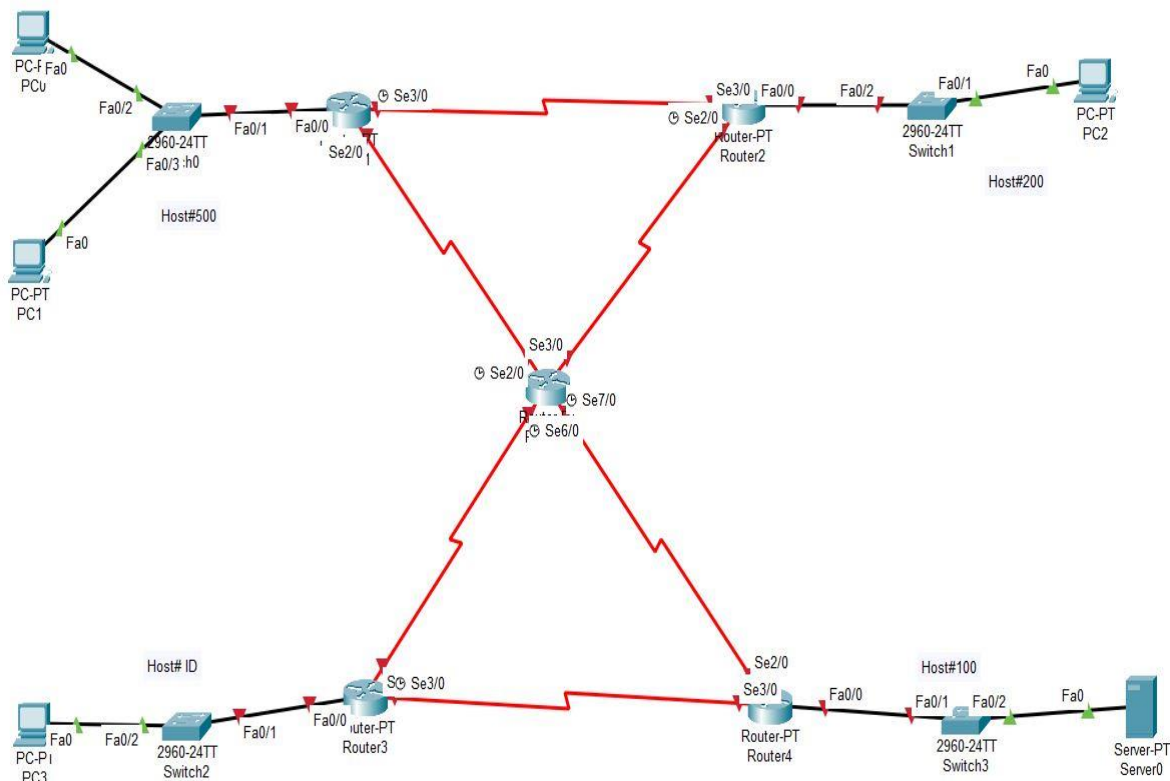 Fa0
Fa0/2
2960-24TT
Fa0/3
Fa0/1
Fa0/0
Se3/0
Se2/0
Host#500
Fa0
PC-PT
PC1
Se3/0
Se2/0
Fa0/0
Router2
Fa0/2
2960-24TT
Switch1
Fa0/1
Fa0
PC-PT
PC2
Host#200
Se3/0
Se2/0
Se7/0
Se6/0
Host# ID
Fa0
PC3
Fa0/2
2960-24TT
Switch2
Fa0/1
Fa0/0
Se3/0
Router3
Se2/0
Se3/0
Router-PT
Router4
Fa0/0
Host#100
Fa0/1
Fa0/2
2960-24TT
Switch3
Fa0
Server-PT
Server0